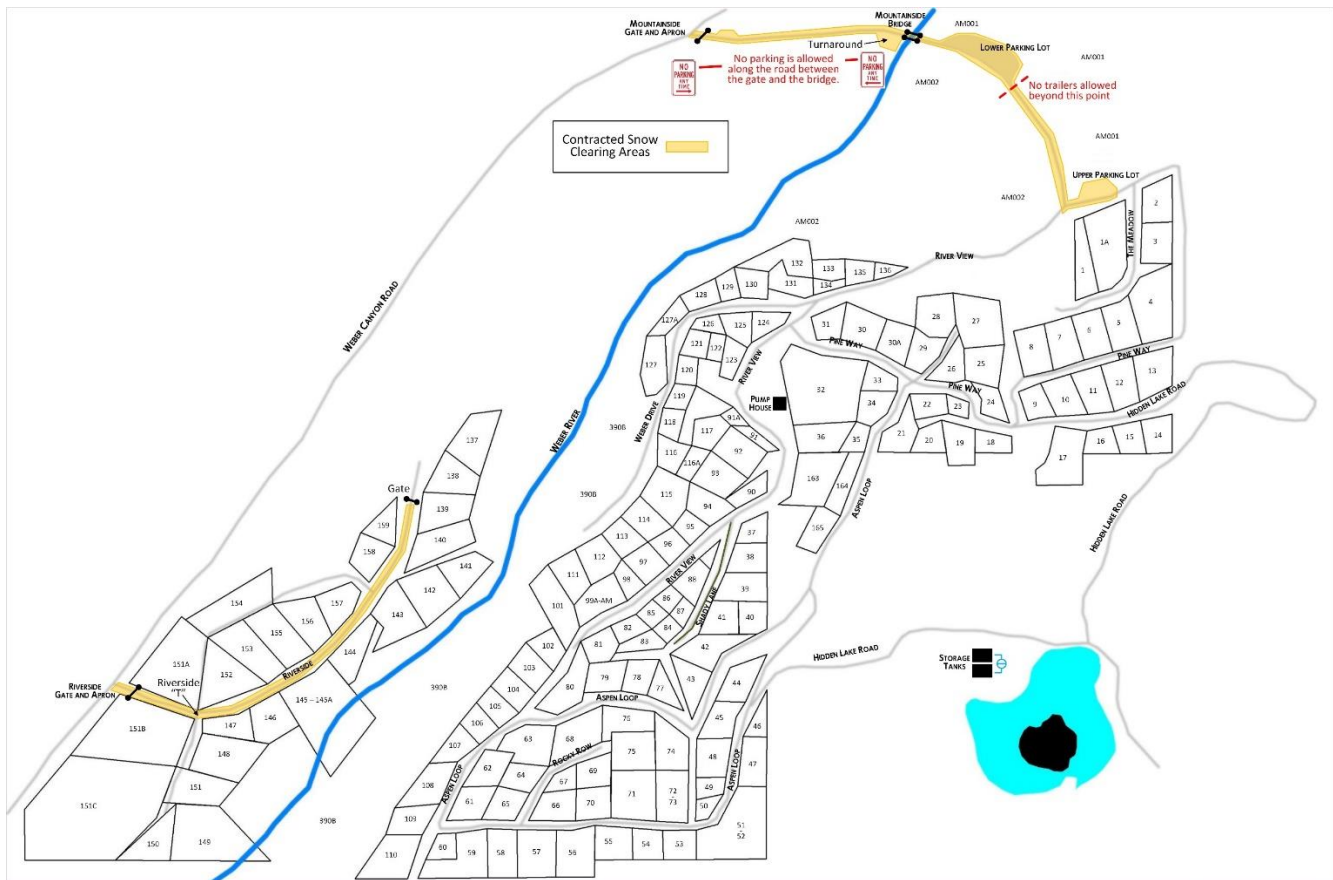 MOUNTAINSIDE
GATE AND APRON
MOUNTAINSIDE
BRIDGE
AM001
Turnaround
LOWER PARKING LOT
AM001
NO
PARKING
ANY
TIME
No parking is allowed
along the road between
the gate and the bridge.
NO
PARKING
ANY
TIME
AM002
No trailers allowed
beyond this point
Contracted Snow
Clearing Areas
AM001
UPPER PARKING LOT
AM002
AM002
2
1A
THE MEADOW
3
1
RIVER VIEW
132
133
135
136
131
134
130
129
128
127A
4
WEBER CANYON ROAD
126
125
124
31
30
28
27
5
6
7
8
121
122
123
30A
29
PINE WAY
PINE WAY
127
120
RIVER VIEW
26
25
13
12
11
10
9
32
33
34
PINE WAY
24
HIDDEN LAKE ROAD
PUMP
HOUSE
119
22
23
WEBER DRIVE
118
117
91A
91
36
35
21
20
19
18
16
15
14
17
WEBER RIVER
390B
137
138
116
116A
92
93
163
164
165
ASPEN LOOP
Gate
139
140
159
158
390B
115
94
90
114
95
113
96
37
38
HIDDEN LAKE ROAD
112
97
RIVER VIEW
111
98
88
39
SHADY LANE
99A-AM
101
86
87
85
84
41
40
141
142
143
154
157
156
155
153
144
82
83
81
42
102
103
HIDDEN LAKE ROAD
STORAGE
TANKS
151A
152
RIVERSIDE
RIVERSIDE
GATE AND APRON
Riverside
"T"
390B
104
80
79
78
77
43
44
145 – 145A
146
147
105
106
ASPEN LOOP
45
46
151B
148
107
63
68
75
ROCKY ROW
75
74
48
47
62
64
69
67
151
151C
108
ASPEN LOOP
61
65
66
70
71
72
-
73
49
50
ASPEN LOOP
390B
103
51
-
52
150
149
110
60
59
58
57
56
55
54
53